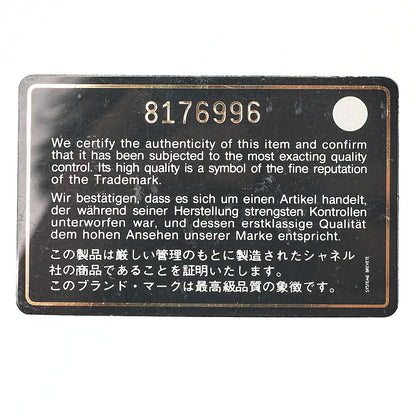 8176996
We certify the authenticity of this item and confirm
that it has been subjected to the most exacting quality
control. Its high quality is a symbol of the fine reputation
of the Trademark.
Wir bestätigen, dass es sich um einen Artikel handelt,
der während seiner Herstellung strengsten Kontrollen
unterworfen war, und dessen erstklassige Qualität
dem hohen Ansehen unserer Marke entspricht.
この製品は厳しい管理のもとに製造されたシャネル
社の商品であることを証明いたします。
このブランド・マークは最高級品質の象徴です。
SYSTEME BREVETE